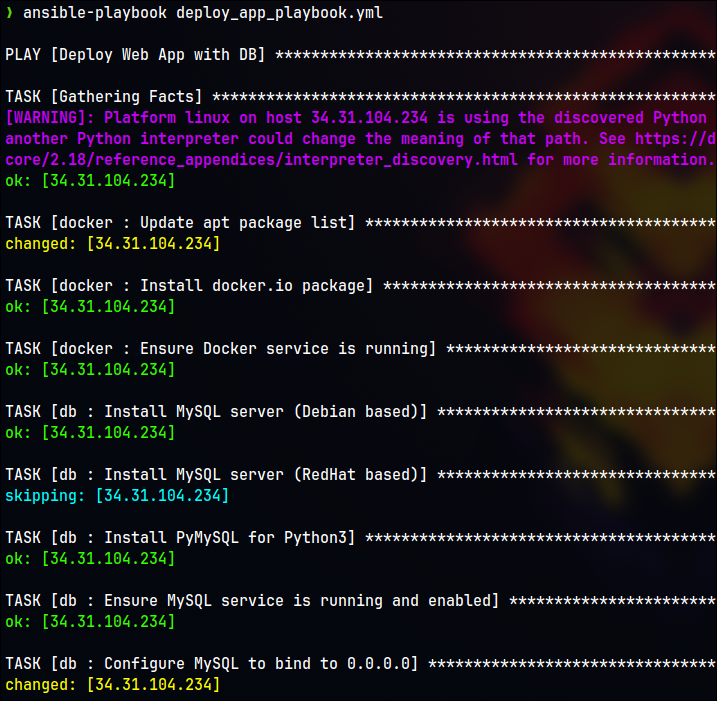 ❯ ansible-playbook deploy_app_playbook.yml
PLAY [Deploy Web App with DB] *************************************************
TASK [Gathering Facts] ********************************************************
[WARNING]: Platform linux on host 34.31.104.234 is using the discovered Python
another Python interpreter could change the meaning of that path. See https://d
core/2.18/reference_appendices/interpreter_discovery.html for more information.
ok: [34.31.104.234]
TASK [docker : Update apt package list] ***************************************
changed: [34.31.104.234]
TASK [docker : Install docker.io package] *************************************
ok: [34.31.104.234]
TASK [docker : Ensure Docker service is running] ******************************
ok: [34.31.104.234]
TASK [db : Install MySQL server (Debian based)] *******************************
ok: [34.31.104.234]
TASK [db : Install MySQL server (RedHat based)] *******************************
skipping: [34.31.104.234]
TASK [db : Install PyMySQL for Python3] ***************************************
ok: [34.31.104.234]
TASK [db : Ensure MySQL service is running and enabled] ***********************
ok: [34.31.104.234]
TASK [db : Configure MySQL to bind to 0.0.0.0] ********************************
changed: [34.31.104.234]